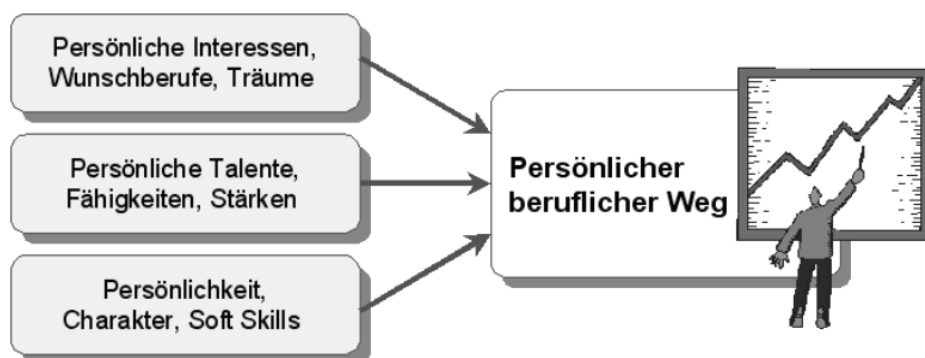 Persönliche Interessen,
Wunschberufe, Träume
Persönliche Talente,
Fähigkeiten, Stärken
Persönlichkeit,
Charakter, Soft Skills
Persönlicher
beruflicher Weg